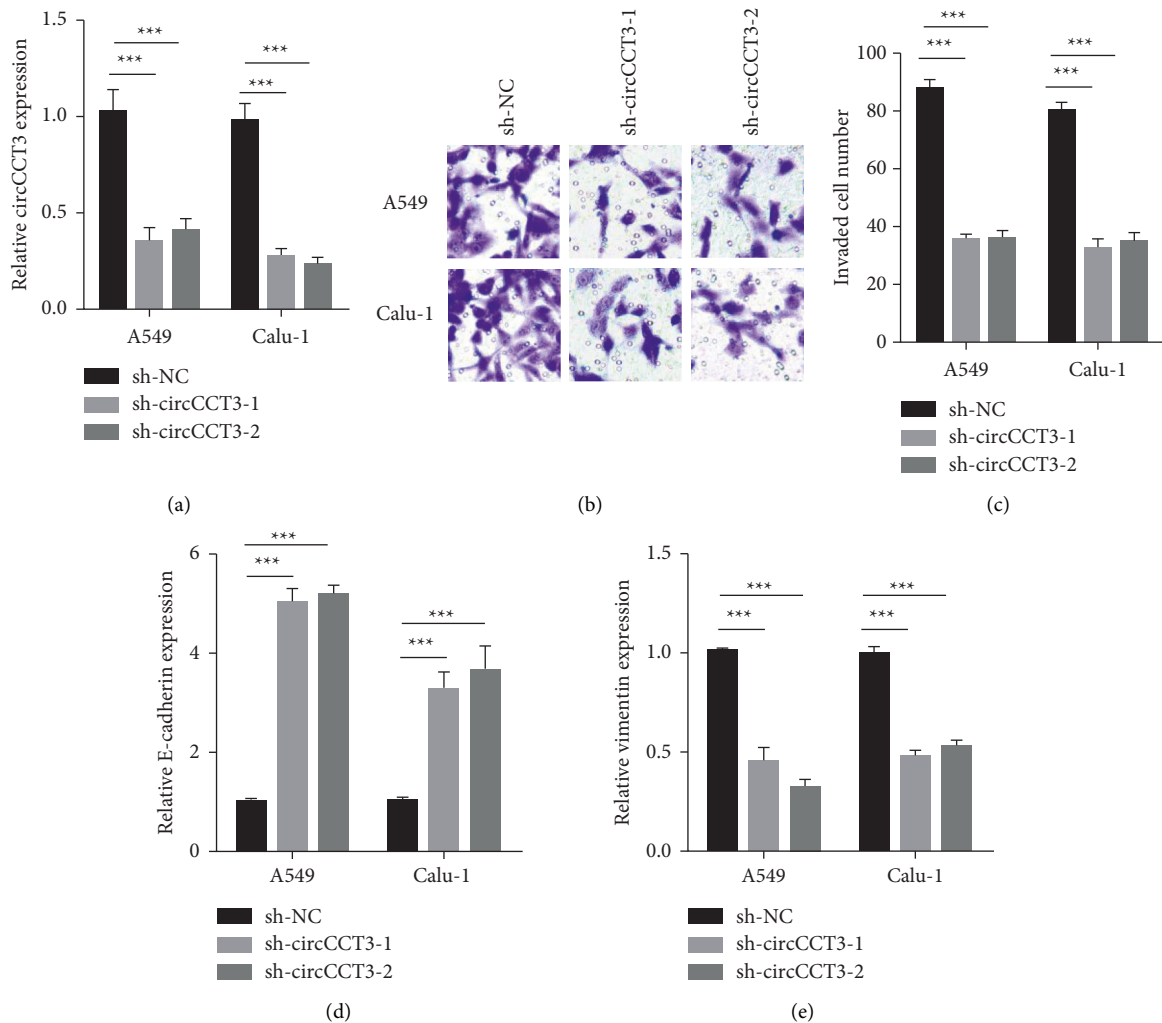 1.5
1.0
0.5
0.0
Relative circCCT3 expression
***
***
***
***
A549
Calu-1
sh-NC
sh-circCCT3-1
sh-circCCT3-2
(a)
sh-NC
sh-circCCT3-1
sh-circCCT3-2
A549
Calu-1
(b)
100
80
60
40
20
0
Invaded cell number
***
***
***
***
A549
Calu-1
sh-NC
sh-circCCT3-1
sh-circCCT3-2
(c)
6
4
2
0
Relative E-cadherin expression
***
***
***
***
A549
Calu-1
sh-NC
sh-circCCT3-1
sh-circCCT3-2
(d)
1.5
1.0
0.5
0.0
Relative vimentin expression
***
***
***
***
A549
Calu-1
sh-NC
sh-circCCT3-1
sh-circCCT3-2
(e)